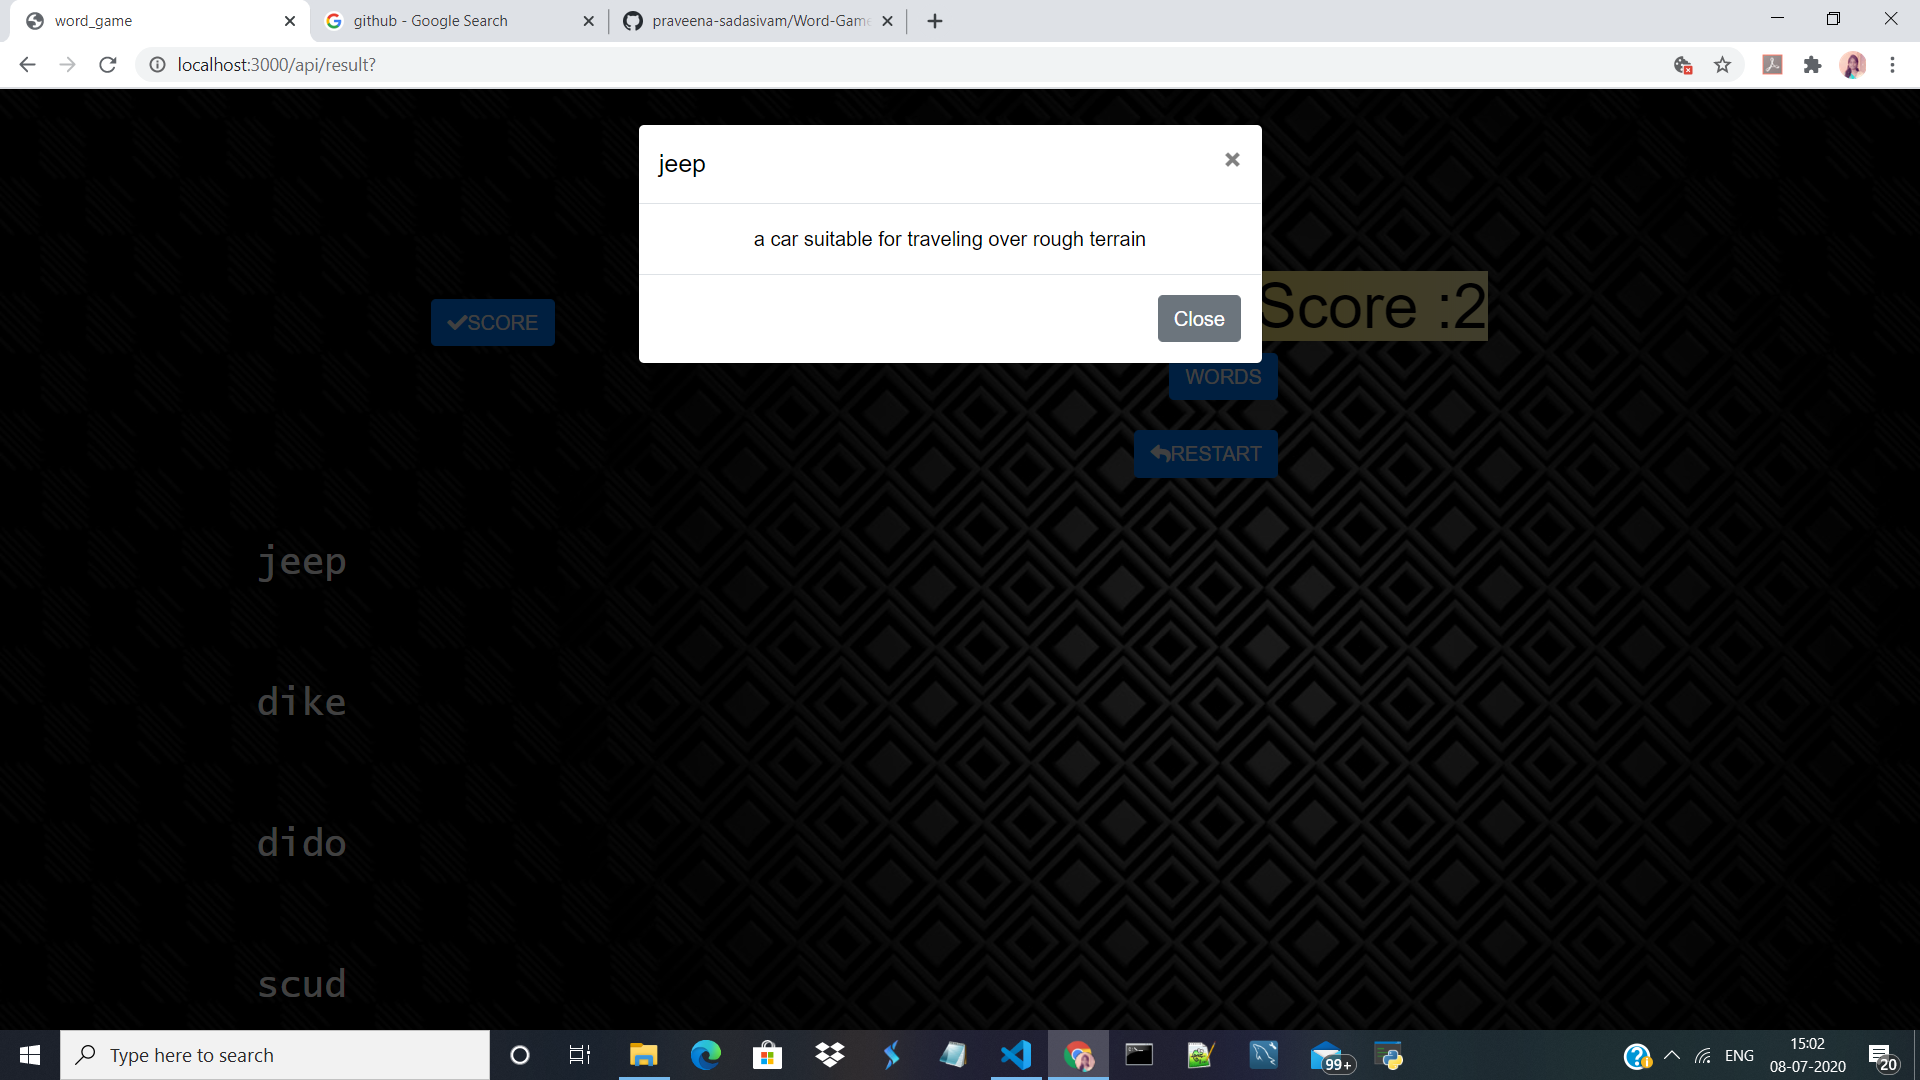 word_game
github - Google Search
praveena-sadasivam/Word-Game
localhost:3000/api/result?
jeep
a car suitable for traveling over rough terrain
Close
SCORE
Score :2
WORDS
RESTART
jeep
dike
dido
scud
Type here to search
99+
ENG
15:02
08-07-2020
20